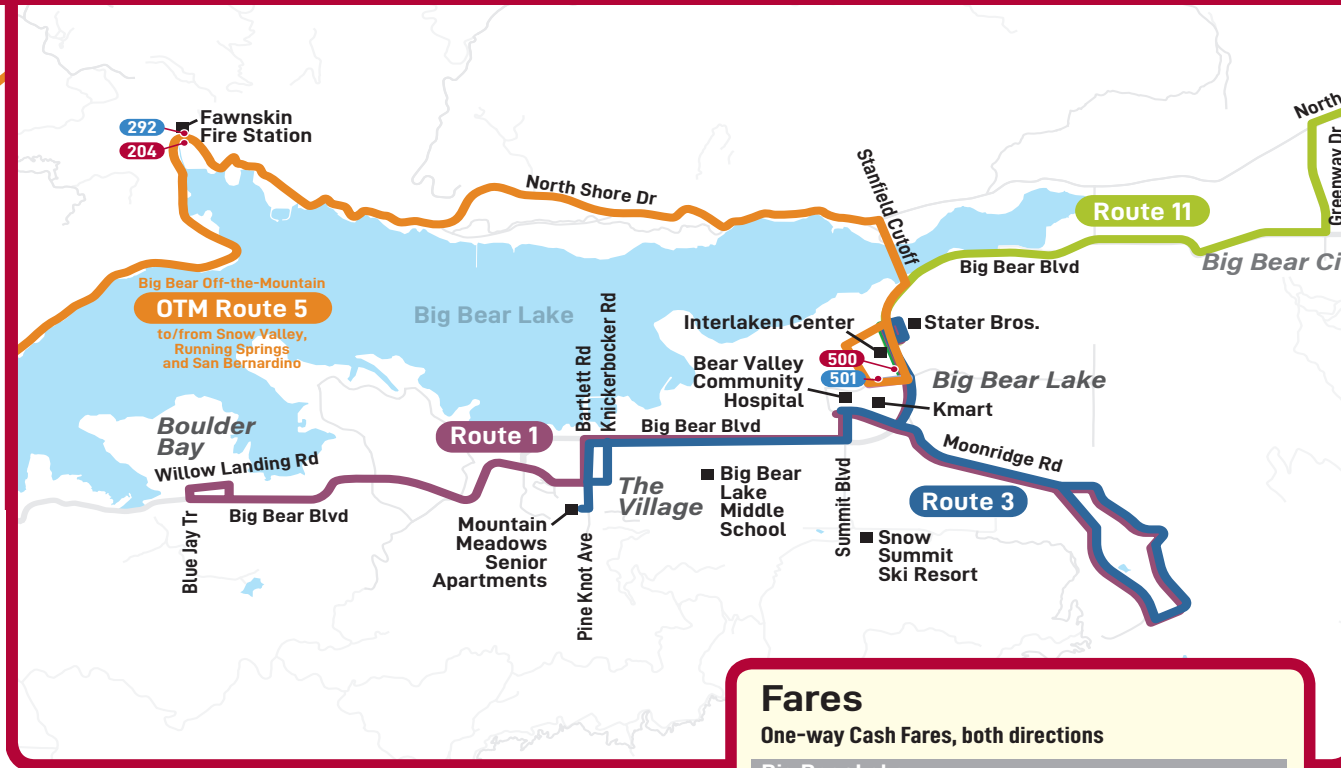 North
Greenway Dr
Fawnskin
Fire Station
292
204
North Shore Dr
Stanfield Cutoff
Route 11
Big Bear Blvd
Big Bear
Big Bear Off-the-Mountain
OTM Route 5
to/from Snow Valley,
Running Springs
and San Bernardino
Big Bear Lake
Bartlett Rd
Knickerbocker Rd
Interlaken Center
Stater Bros.
500
501
Bear Valley
Community
Hospital
Big Bear Lake
Kmart
Boulder
Bay
Willow Landing Rd
Route 1
Big Bear Blvd
Moonridge Rd
Blue Jay Tr
Big Bear Blvd
The
Village
Big Bear
Lake
Middle
School
Summit Blvd
Route 3
Mountain
Meadows
Senior
Apartments
Pine Knot Ave
Snow
Summit
Ski Resort
Fares
One-way Cash Fares, both directions